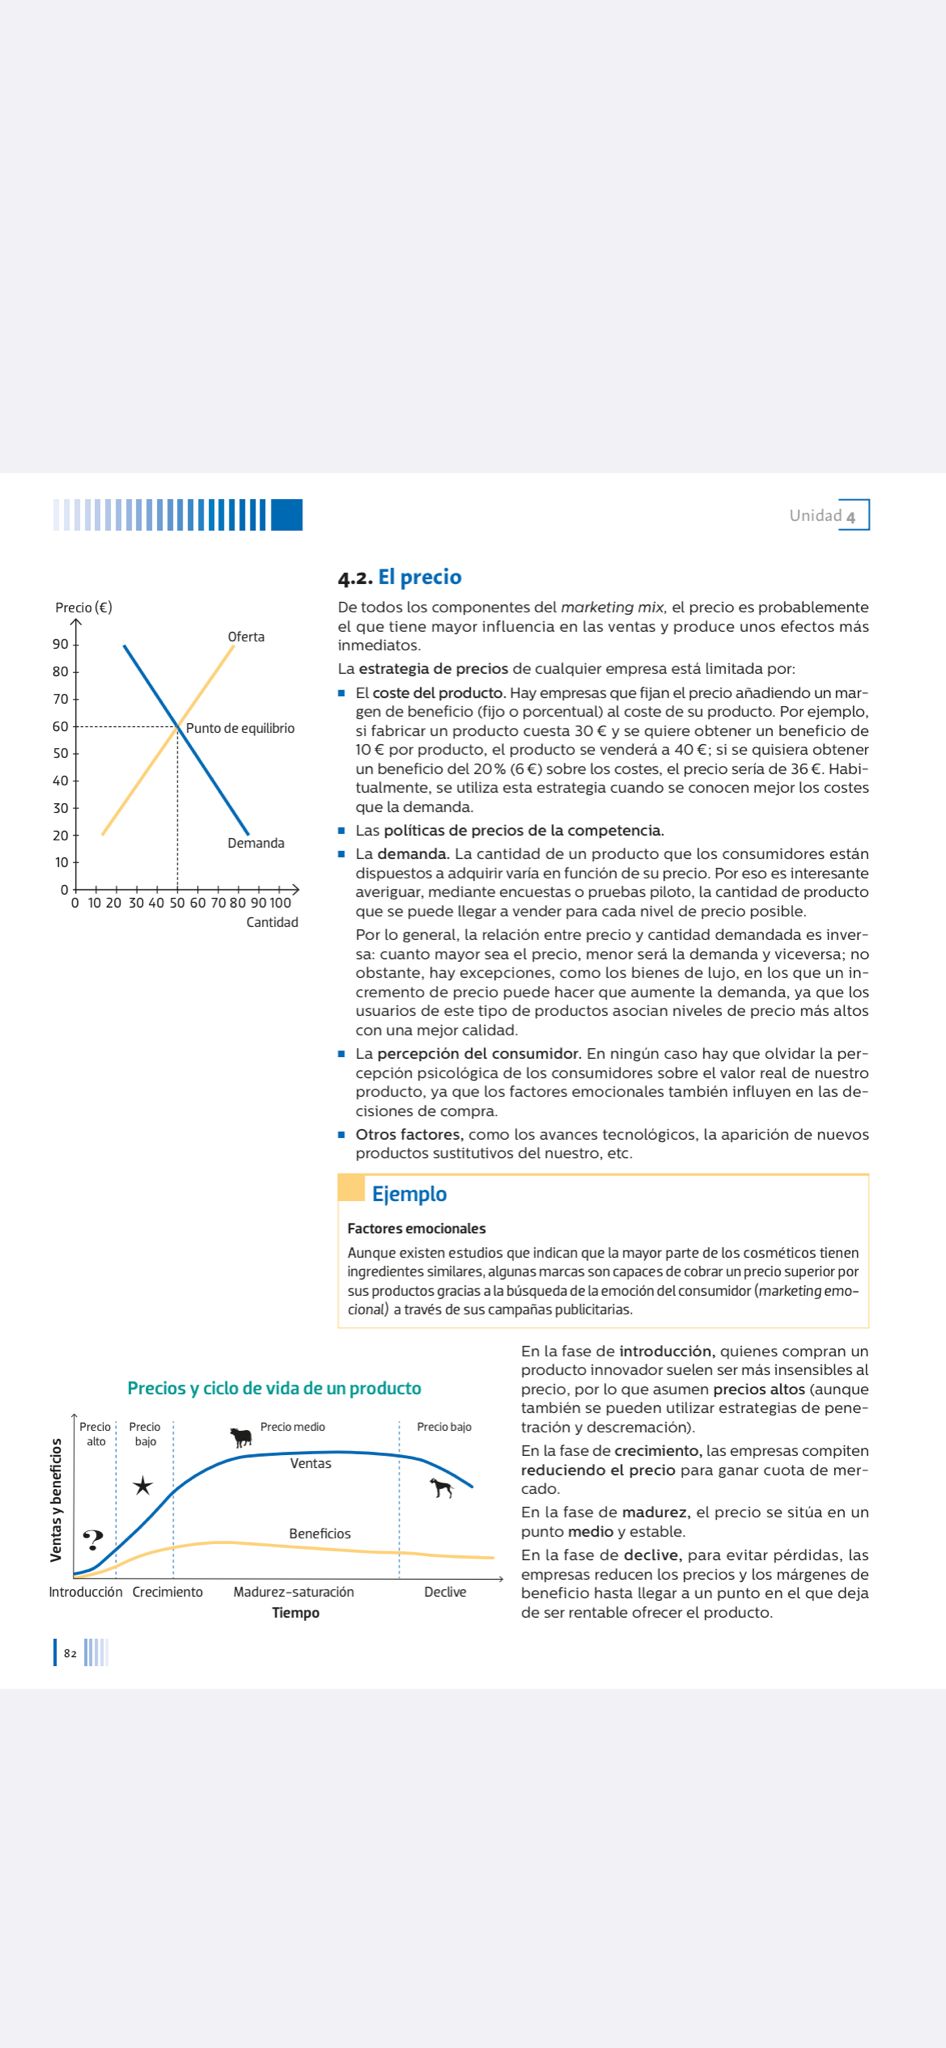 Unidad 4
4.2. El precio
De todos los componentes del marketing mix, el precio es probablemente
el que tiene mayor influencia en las ventas y produce unos efectos más
inmediatos.
La estrategia de precios de cualquier empresa está limitada por:
■ El coste del producto. Hay empresas que fijan el precio añadiendo un mar-
gen de beneficio (fijo o porcentual) al coste de su producto. Por ejemplo,
si fabricar un producto cuesta 30 € y se quiere obtener un beneficio de
10 € por producto, el producto se venderá a 40 €; si se quisiera obtener
un beneficio del 20 % (6 €) sobre los costes, el precio sería de 36 €. Habi-
tualmente, se utiliza esta estrategia cuando se conocen mejor los costes
que la demanda.
■ Las políticas de precios de la competencia.
■ La demanda. La cantidad de un producto que los consumidores están
dispuestos a adquirir varía en función de su precio. Por eso es interesante
averiguar, mediante encuestas o pruebas piloto, la cantidad de producto
que se puede llegar a vender para cada nivel de precio posible.
Por lo general, la relación entre precio y cantidad demandada es inver-
sa: cuanto mayor sea el precio, menor será la demanda y viceversa; no
obstante, hay excepciones, como los bienes de lujo, en los que un in-
cremento de precio puede hacer que aumente la demanda, ya que los
usuarios de este tipo de productos asocian niveles de precio más altos
con una mejor calidad.
■ La percepción del consumidor. En ningún caso hay que olvidar la per-
cepción psicológica de los consumidores sobre el valor real de nuestro
producto, ya que los factores emocionales también influyen en las de-
cisiones de compra.
■ Otros factores, como los avances tecnológicos, la aparición de nuevos
productos sustitutivos del nuestro, etc.
Precio (€)
90
80
70
60
50
40
30
20
10
0
Oferta
Punto de equilibrio
Demanda
0 10 20 30 40 50 60 70 80 90 100
Cantidad
Ejemplo
Factores emocionales
Aunque existen estudios que indican que la mayor parte de los cosméticos tienen
ingredientes similares, algunas marcas son capaces de cobrar un precio superior por
sus productos gracias a la búsqueda de la emoción del consumidor (marketing emo-
cional) a través de sus campañas publicitarias.
Precios y ciclo de vida de un producto
Ventas y beneficios
Precio
alto
Precio
bajo
Precio medio
Precio bajo
Ventas
?
Beneficios
Introducción Crecimiento Madurez-saturación Declive
Tiempo
En la fase de introducción, quienes compran un
producto innovador suelen ser más insensibles al
precio, por lo que asumen precios altos (aunque
también se pueden utilizar estrategias de pene-
tración y descremación).
En la fase de crecimiento, las empresas compiten
reduciendo el precio para ganar cuota de mer-
cado.
En la fase de madurez, el precio se sitúa en un
punto medio y estable.
En la fase de declive, para evitar pérdidas, las
empresas reducen los precios y los márgenes de
beneficio hasta llegar a un punto en el que deja
de ser rentable ofrecer el producto.
82